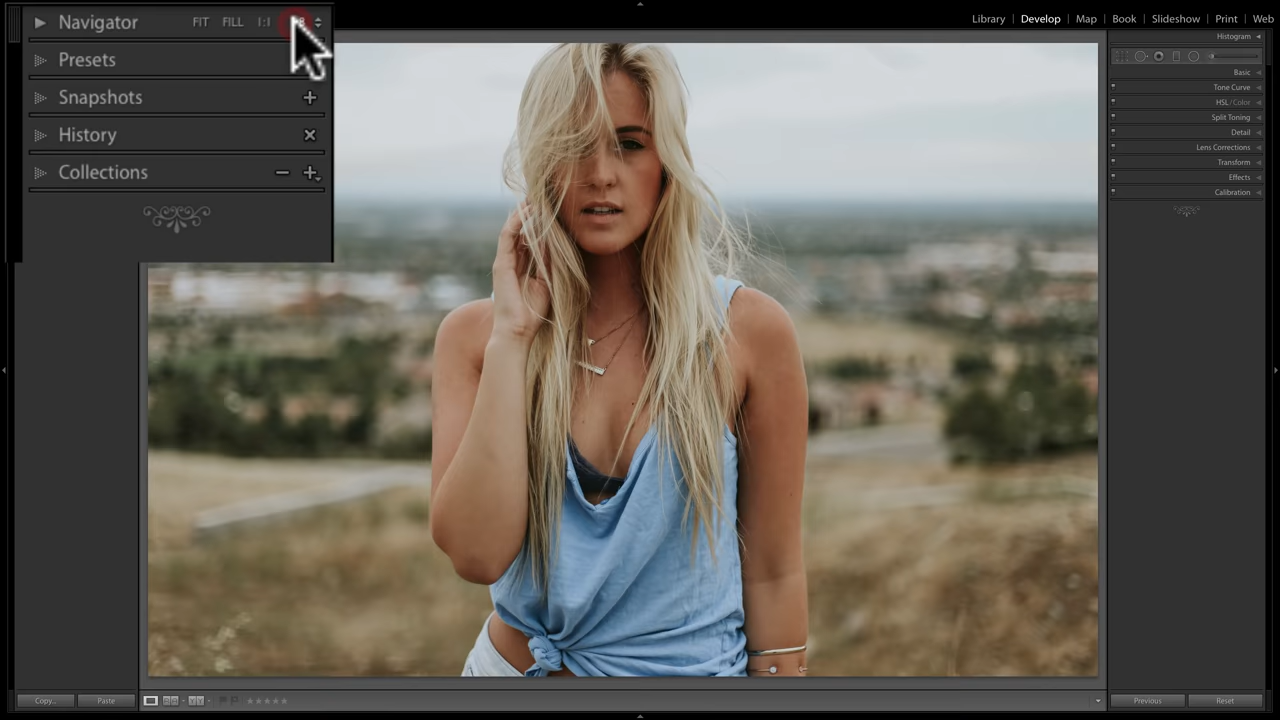 Navigator FIT FILL 1:1
Presets
Snapshots
History
Collections
Library | Develop | Map | Book | Slideshow | Print | Web
Histogram
Basic
Tone Curve
HSL / Color
Split Toning
Detail
Lens Corrections
Transform
Effects
Calibration
Copy... Paste
Previous Reset